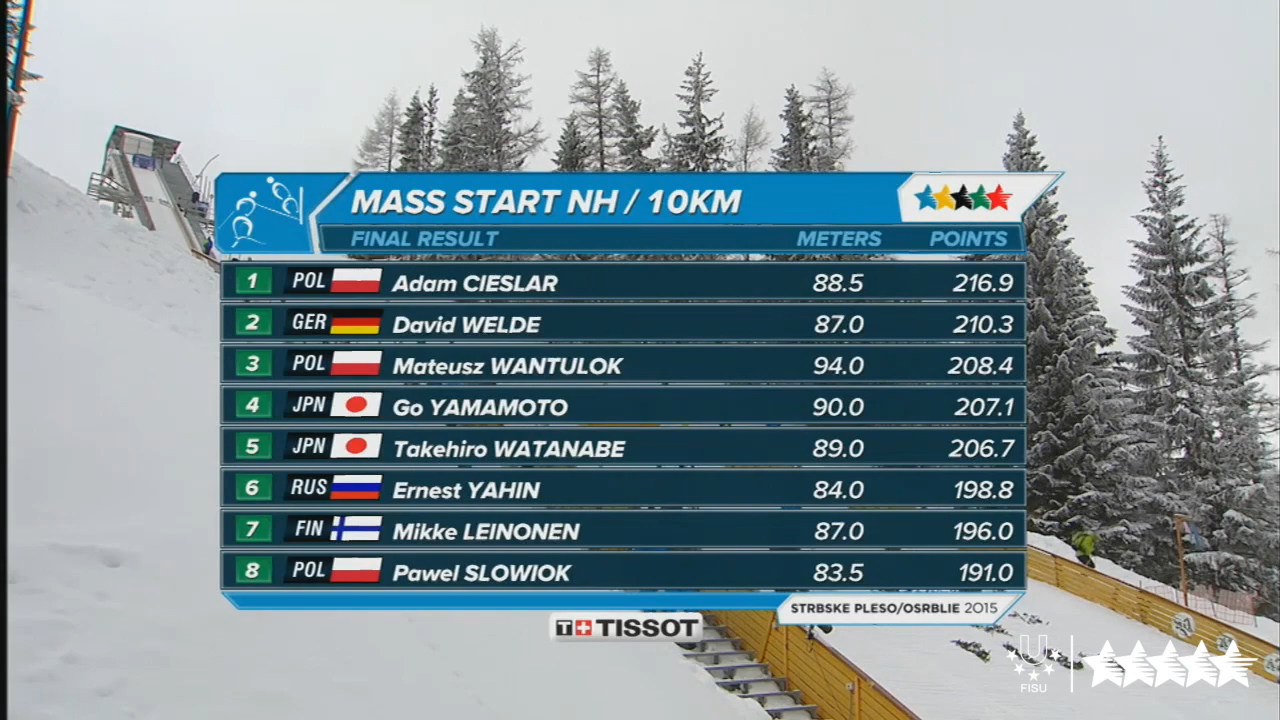 MASS START NH / 10KM
FINAL RESULT METERS POINTS
1 POL Adam CIESLAR 88.5 216.9
2 GER David WELDE 87.0 210.3
3 POL Mateusz WANTULOK 94.0 208.4
4 JPN Go YAMAMOTO 90.0 207.1
5 JPN Takehiro WATANABE 89.0 206.7
6 RUS Ernest YAHIN 84.0 198.8
7 FIN Mikke LEINONEN 87.0 196.0
8 POL Pawel SLOWIOK 83.5 191.0
STRBSKE PLESO/OSRBLIE 2015
T+ TISSOT
U
FISU